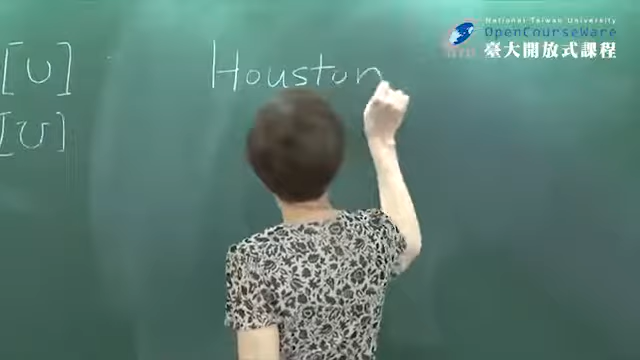 National Taiwan University
OpenCourseWare
臺大開放式課程
[U] Houston
[ʊ]